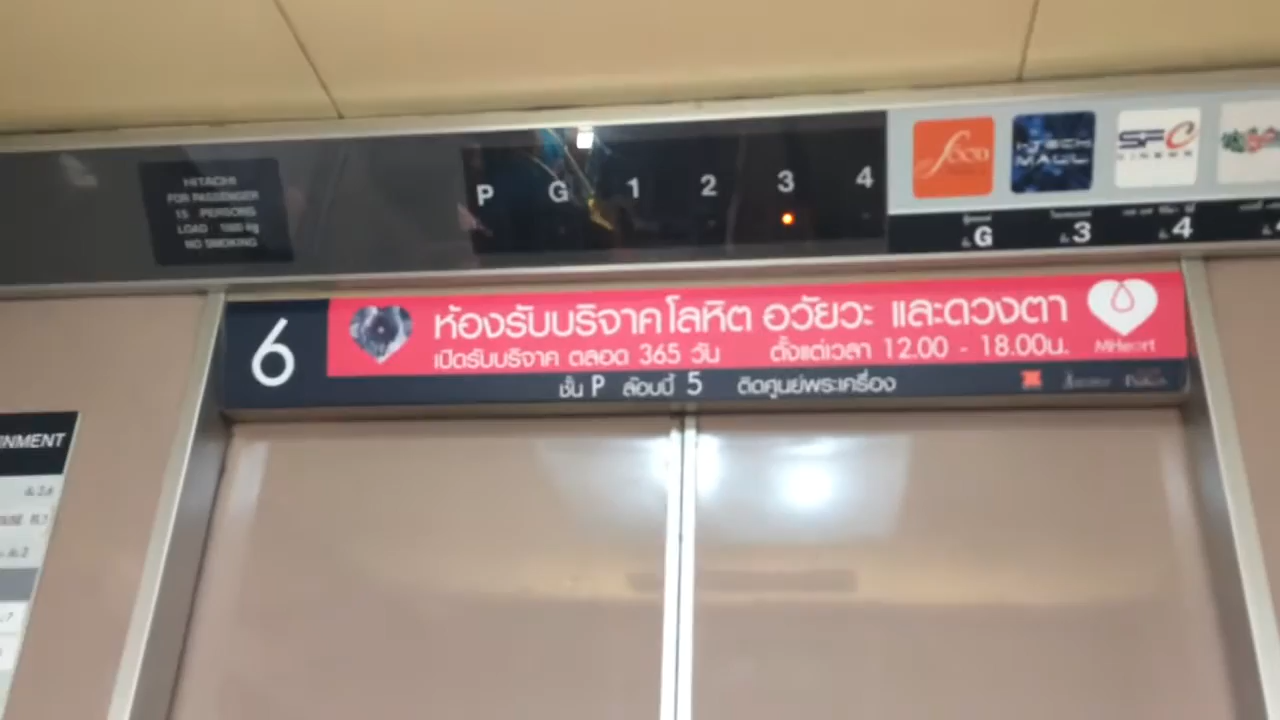 HITACHI
FOR PASSENGER
15 PERSONS
LOAD 1000 kg
NO SMOKING
P G 1 2 3 4
FOOD
HiTECH
MALL
SFC
CINEMA
G
3
4
6
ห้องรับบริจาคโลหิต อวัยวะ และดวงตา
เปิดรับบริจาค ตลอด 365 วัน ตั้งแต่เวลา 12.00 - 18.00น.
MHeart
ชั้น P ล๊อบบี้ 5 ติดศูนย์พระเครื่อง
INMENT